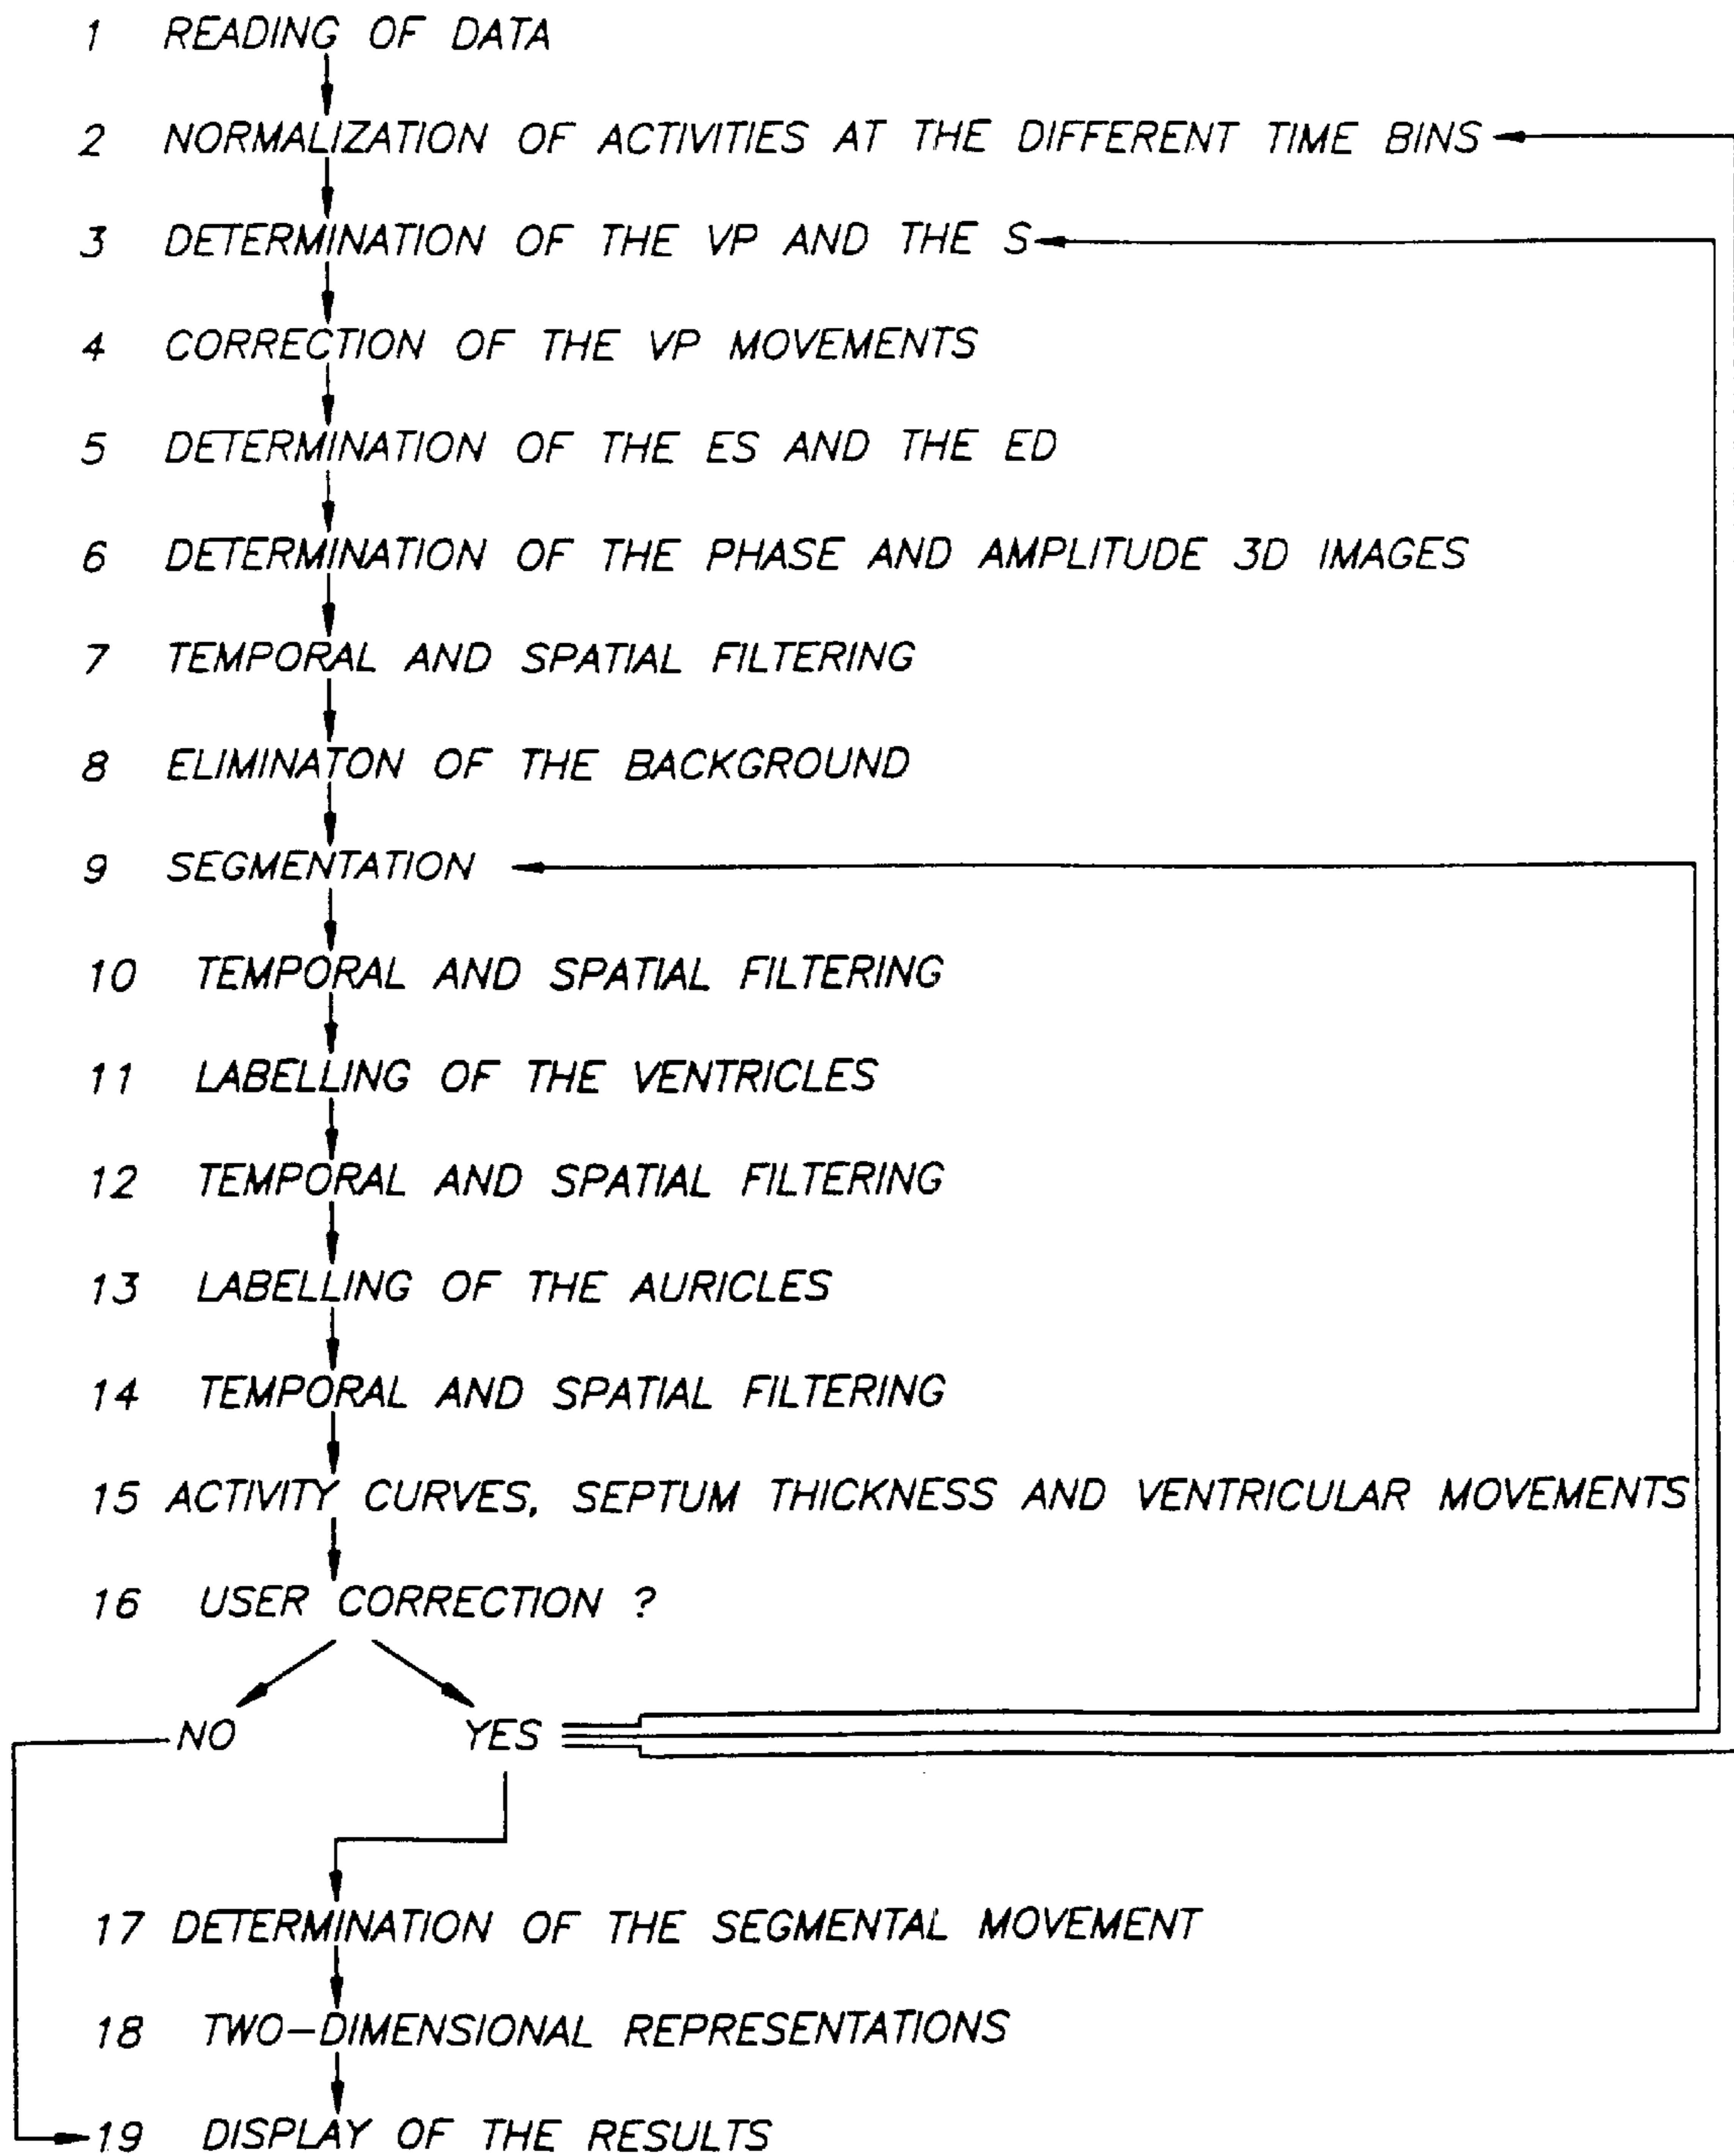 1 READING OF DATA
2 NORMALIZATION OF ACTIVITIES AT THE DIFFERENT TIME BINS
3 DETERMINATION OF THE VP AND THE S
4 CORRECTION OF THE VP MOVEMENTS
5 DETERMINATION OF THE ES AND THE ED
6 DETERMINATION OF THE PHASE AND AMPLITUDE 3D IMAGES
7 TEMPORAL AND SPATIAL FILTERING
8 ELIMINATON OF THE BACKGROUND
9 SEGMENTATION
10 TEMPORAL AND SPATIAL FILTERING
11 LABELLING OF THE VENTRICLES
12 TEMPORAL AND SPATIAL FILTERING
13 LABELLING OF THE AURICLES
14 TEMPORAL AND SPATIAL FILTERING
15 ACTIVITY CURVES, SEPTUM THICKNESS AND VENTRICULAR MOVEMENTS
16 USER CORRECTION ?
NO YES
17 DETERMINATION OF THE SEGMENTAL MOVEMENT
18 TWO-DIMENSIONAL REPRESENTATIONS
19 DISPLAY OF THE RESULTS